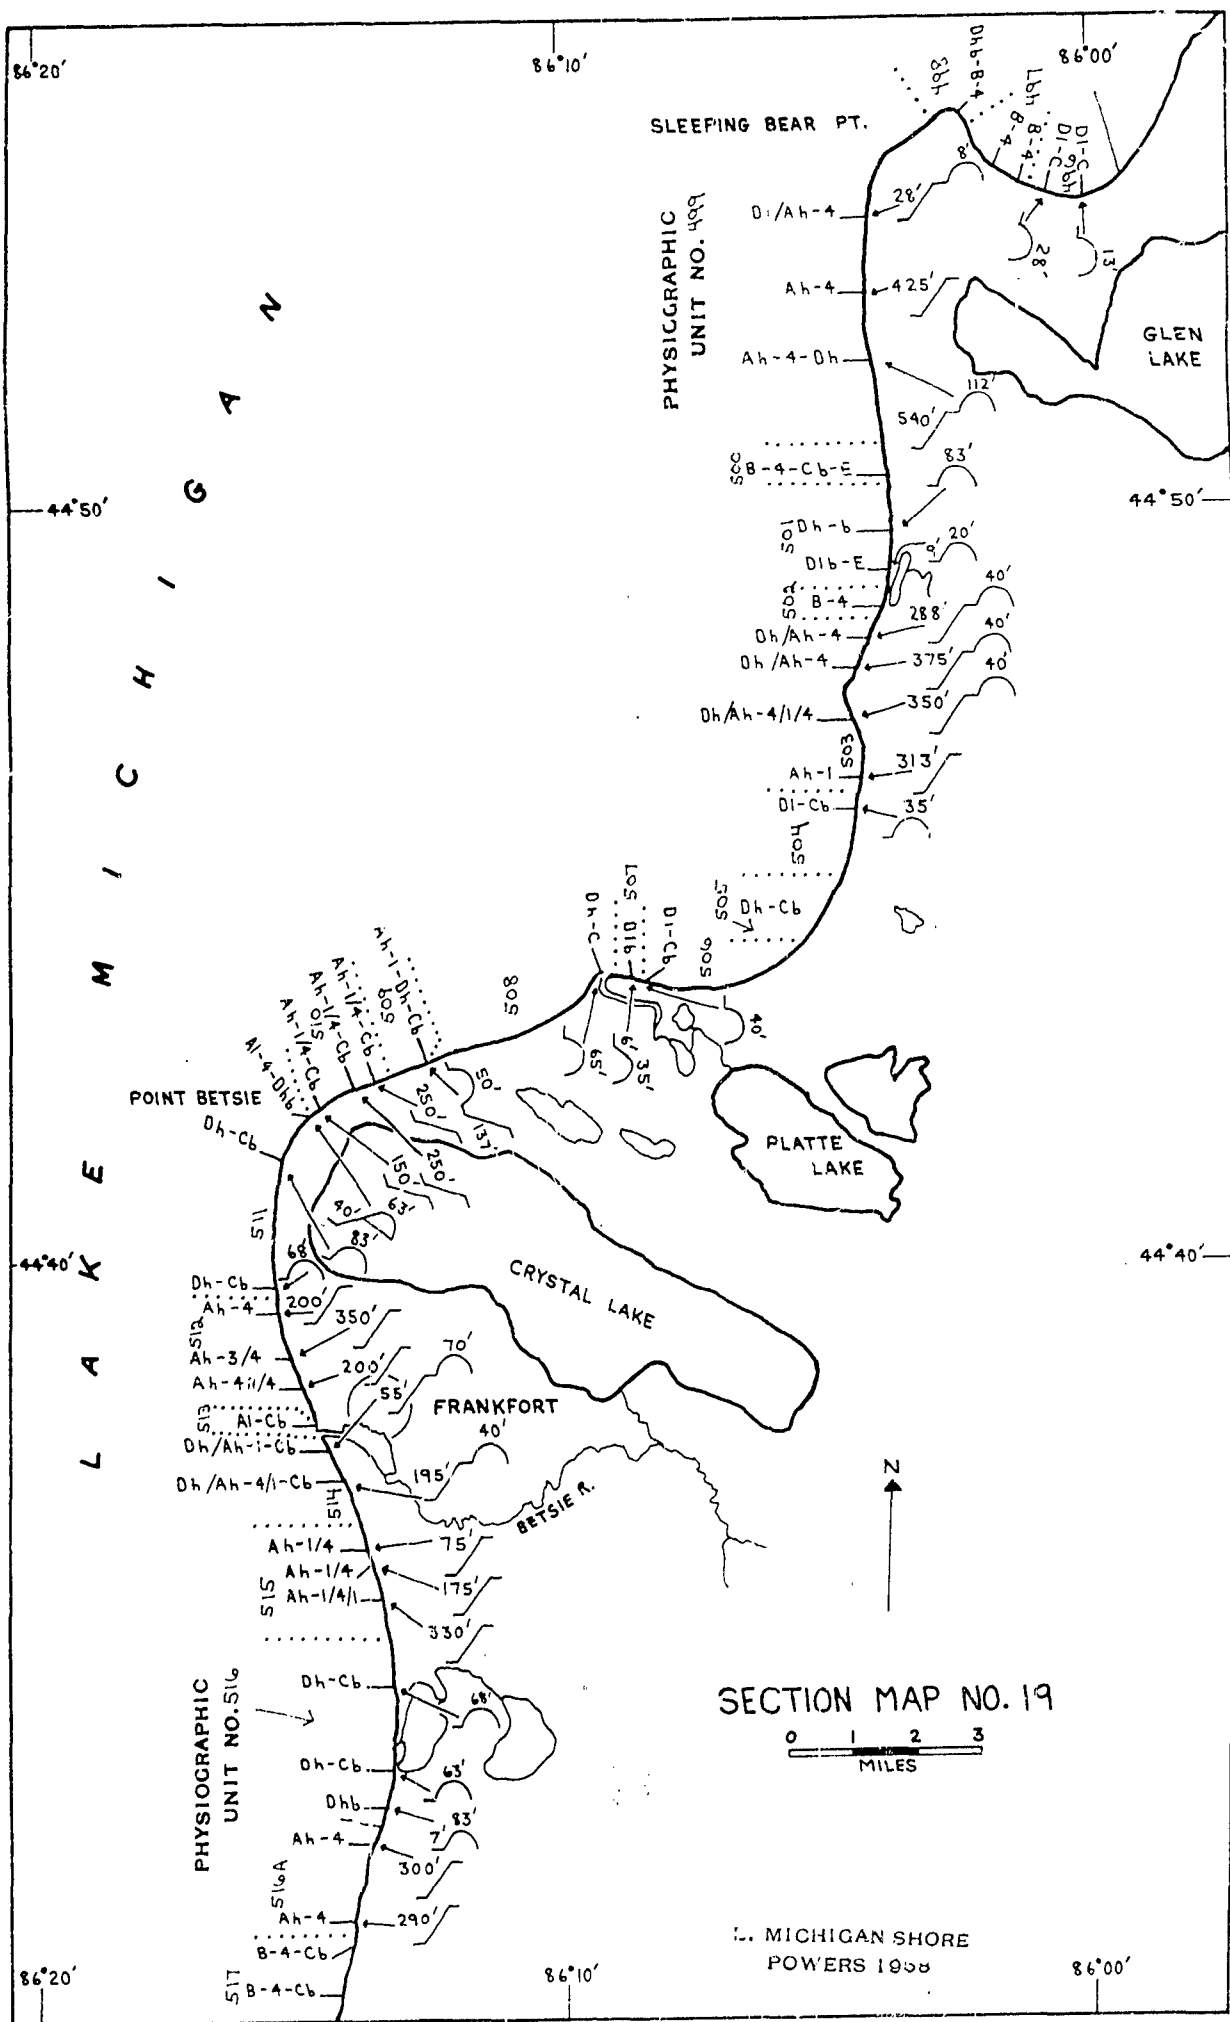 86°20'
86°10'
86°00'
498
Dhb-B-4
497
B-4
B-4
Dl-C
496
Dl-C
SLEEPING BEAR PT.
8'
28'
Di/Ah-4
28'
13'
PHYSIOGRAPHIC
UNIT NO. 499
Ah-4
425'
GLEN
LAKE
Ah-4-Dh
112'
540'
500
B-4-Cb-E
83'
44°50'
44°50'
501
Dh-b
Dlb-E
9'
20'
502
B-4
288'
40'
Dh/Ah-4
Dh/Ah-4
375'
40'
Dh/Ah-4/1/4
350'
40'
503
Ah-1
313'
Dl-Cb
35'
504
505
Dh-Cb
506
Dl-Cb
507
Dlb
Dh-C
508
40'
6'
35'
65'
Ah-1-Dh-Cb
509
Ah-1/4-Cb
Ah-1/4-Cb
510
Ah-1/4-Cb
Al-4-Dhb
POINT BETSIE
Dh-Cb
50'
137'
250'
250'
150'
63'
40'
83'
68'
PLATTE
LAKE
511
44°40'
44°40'
CRYSTAL LAKE
Dh-Cb
Ah-4
200'
512
350'
Ah-3/4
Ah-4/1/4
200'
70'
55'
513
Al-Cb
FRANKFORT
Dh/Ah-1-Cb
40'
Dh/Ah-4/1-Cb
195'
514
BETSIE R.
N
Ah-1/4
75'
Ah-1/4
175'
515
Ah-1/4/1
330'
Dh-Cb
68'
PHYSIOGRAPHIC
UNIT NO. 516
SECTION MAP NO. 19
0 1 2 3
MILES
Dh-Cb
63'
Dhb
83'
7'
Ah-4
300'
516A
Ah-4
290'
B-4-Cb
517
B-4-Cb
L. MICHIGAN SHORE
POWERS 1958
86°20'
86°10'
86°00'
LAKE MICHIGAN